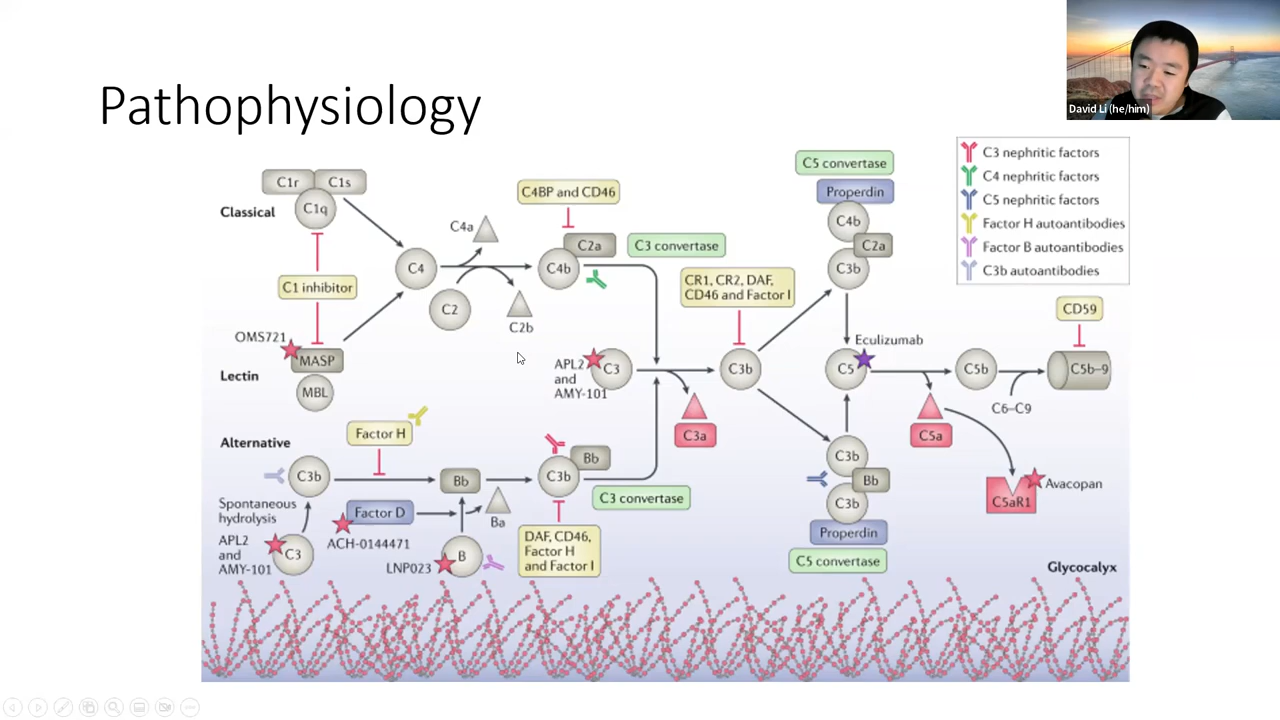 Pathophysiology
David Li (he/him)
C1r
C1s
C1q
Classical
C1 inhibitor
OMS721
MASP
Lectin
MBL
C4
C4a
C2
C2b
C4BP and CD46
C2a
C4b
C3 convertase
APL2
and
AMY-101
C3
C3a
CR1, CR2, DAF,
CD46 and Factor I
C3b
C5 convertase
Properdin
C4b
C2a
C3b
C3 nephritic factors
C4 nephritic factors
C5 nephritic factors
Factor H autoantibodies
Factor B autoantibodies
C3b autoantibodies
Eculizumab
C5
C5a
C5b
C6–C9
CD59
C5b–9
C5aR1
Avacopan
Alternative
Factor H
C3b
Spontaneous
hydrolysis
APL2
and
AMY-101
C3
Factor D
ACH-0144471
LNP023
B
Bb
Ba
C3b
Bb
C3 convertase
DAF, CD46,
Factor H
and Factor I
C3b
Bb
C3b
Properdin
C5 convertase
Glycocalyx